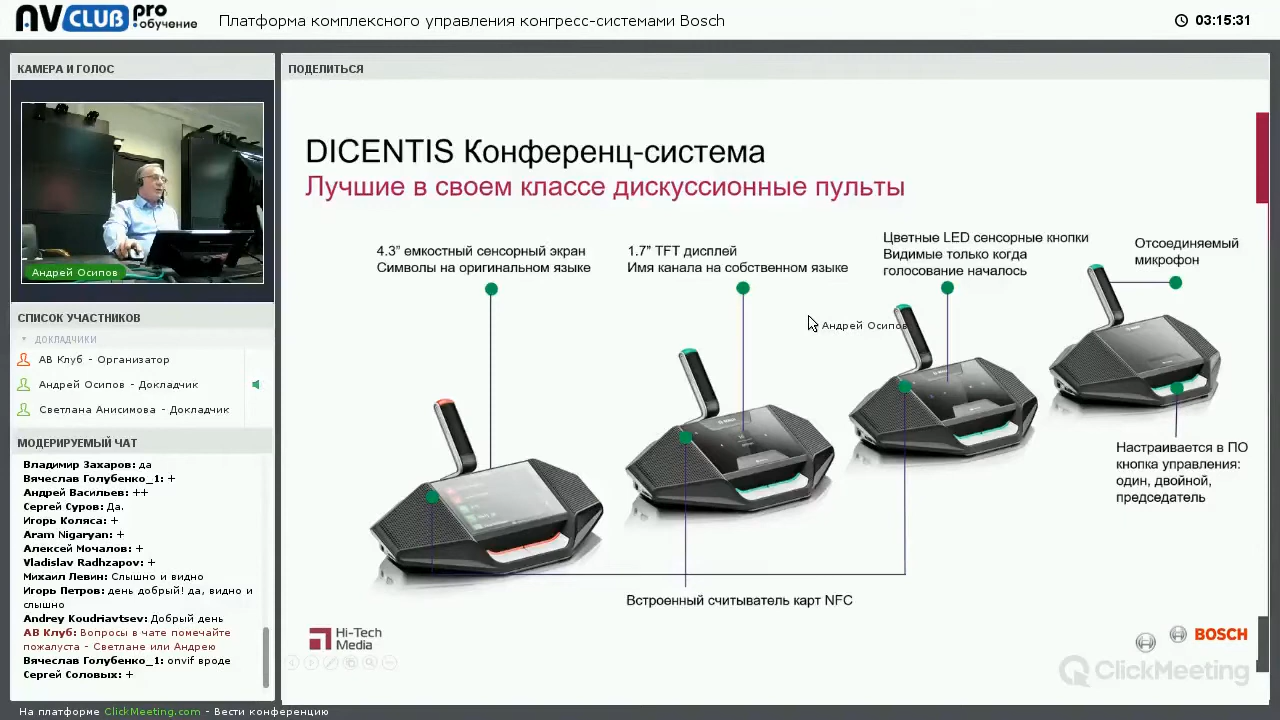 AVCLUB pro
:обучение
Платформа комплексного управления конгресс-системами Bosch
03:15:31
КАМЕРА И ГОЛОС
Андрей Осипов
СПИСОК УЧАСТНИКОВ
ДОКЛАДЧИКИ
АВ Клуб - Организатор
Андрей Осипов - Докладчик
Светлана Анисимова - Докладчик
МОДЕРИРУЕМЫЙ ЧАТ
Владимир Захаров: да
Вячеслав Голубенко_1: +
Андрей Васильев: ++
Сергей Суров: Да.
Игорь Коляса: +
Aram Nigaryan: +
Алексей Мочалов: +
Vladislav Radhzapov: +
Михаил Левин: Слышно и видно
Игорь Петров: день добрый! да, видно и
слышно
Andrey Koudriavtsev: Добрый день
АВ Клуб: Вопросы в чате помечайте
пожалуста - Светлане или Андрею
Вячеслав Голубенко_1: onvif вроде
Сергей Соловых: +
ПОДЕЛИТЬСЯ
DICENTIS Конференц-система
Лучшие в своем классе дискуссионные пульты
4.3” емкостный сенсорный экран
Символы на оригинальном языке
1.7” TFT дисплей
Имя канала на собственном языке
Цветные LED сенсорные кнопки
Видимые только когда
голосование началось
Отсоединяемый
микрофон
Андрей Осипов
Настраивается в ПО
кнопка управления:
один, двойной,
председатель
Встроенный считыватель карт NFC
Hi-Tech
Media
BOSCH
ClickMeeting
На платформе ClickMeeting.com - Вести конференцию